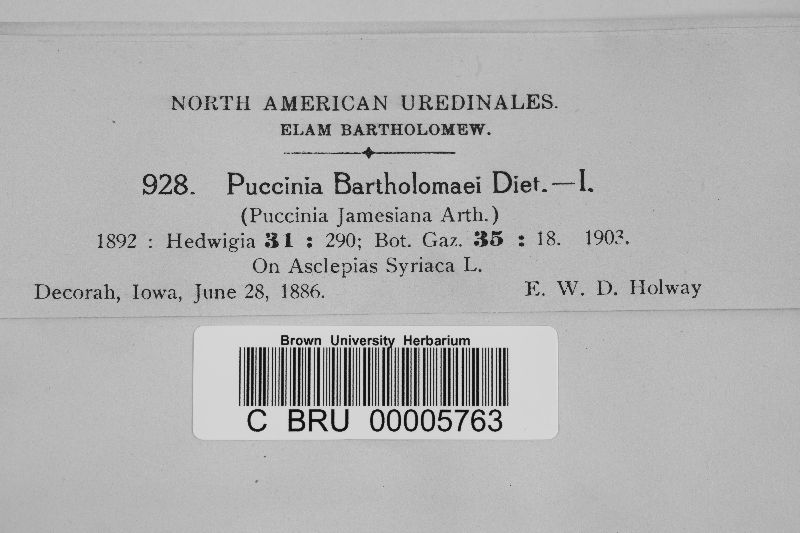 NORTH AMERICAN UREDINALES.
ELAM BARTHOLOMEW.
928. Puccinia Bartholomaei Diet.—I.
(Puccinia Jamesiana Arth.)
1892 : Hedwigia 31 : 290; Bot. Gaz. 35 : 18. 1903.
On Asclepias Syriaca L.
Decorah, Iowa, June 28, 1886. E. W. D. Holway
Brown University Herbarium
C BRU 00005763